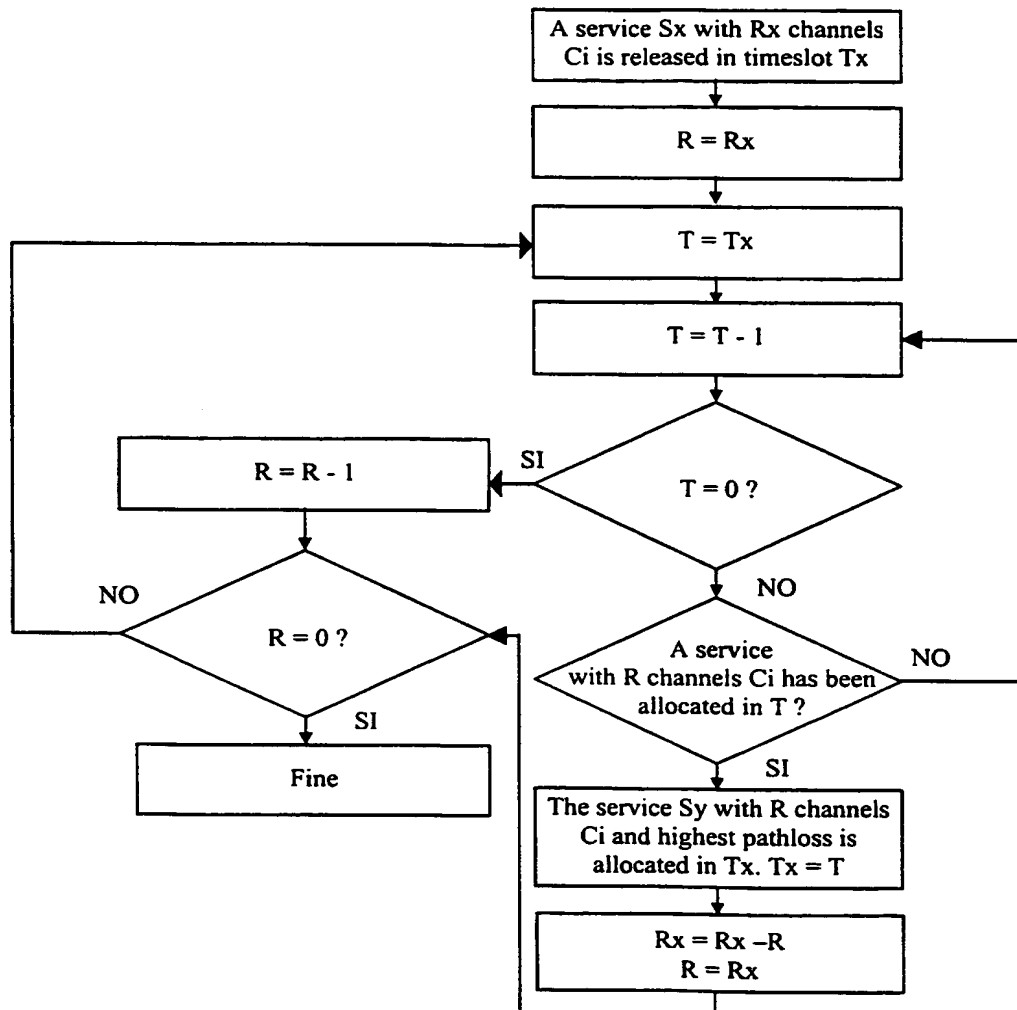 A service Sx with Rx channels
Ci is released in timeslot Tx
R = Rx
T = Tx
T = T - 1
T = 0 ?
SI
R = R - 1
NO
R = 0 ?
SI
Fine
NO
A service
with R channels Ci has been
allocated in T ?
NO
SI
The service Sy with R channels
Ci and highest pathloss is
allocated in Tx. Tx = T
Rx = Rx –R
R = Rx